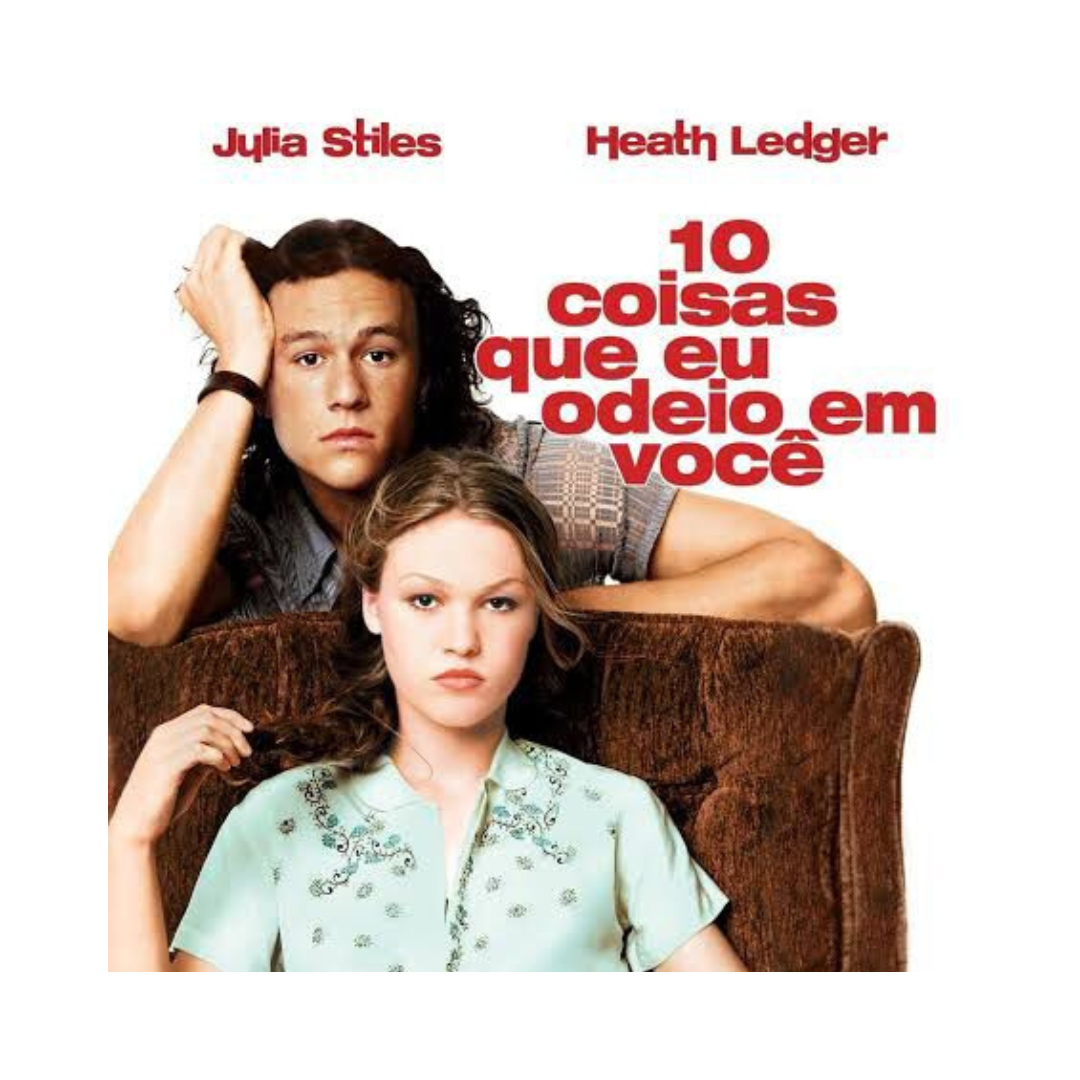 Julia Stiles
Heath Ledger
10
coisas
que eu
odeio em
você